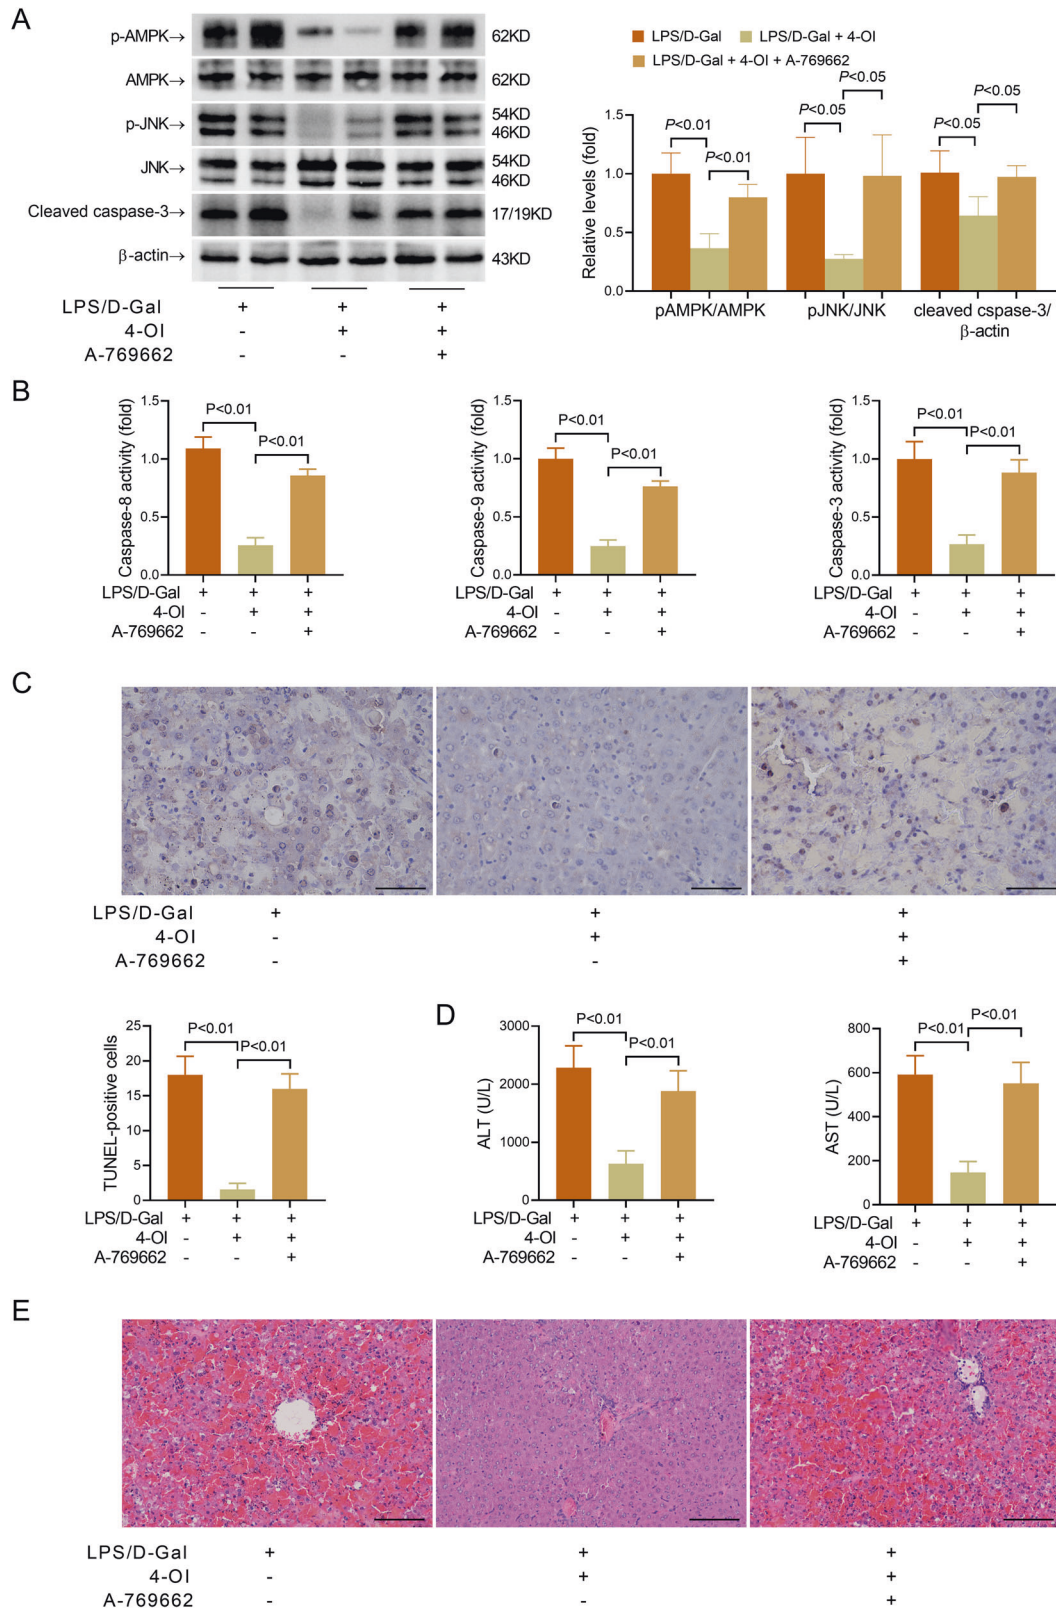 A
p-AMPK→ 62KD
AMPK→ 62KD
p-JNK→ 54KD
46KD
JNK→ 54KD
46KD
Cleaved caspase-3→ 17/19KD
β-actin→ 43KD
LPS/D-Gal + + +
4-OI - + +
A-769662 - - +
LPS/D-Gal LPS/D-Gal + 4-OI
LPS/D-Gal + 4-OI + A-769662
Relative levels (fold)
1.5
1.0
0.5
0.0
P<0.01
P<0.01
P<0.05
P<0.05
P<0.05
P<0.05
pAMPK/AMPK pJNK/JNK cleaved cspase-3/
β-actin
B
Caspase-8 activity (fold)
1.5
1.0
0.5
0.0
P<0.01
P<0.01
LPS/D-Gal + + +
4-OI - + +
A-769662 - - +
Caspase-9 activity (fold)
1.5
1.0
0.5
0.0
P<0.01
P<0.01
LPS/D-Gal + + +
4-OI - + +
A-769662 - - +
Caspase-3 activity (fold)
1.5
1.0
0.5
0.0
P<0.01
P<0.01
LPS/D-Gal + + +
4-OI - + +
A-769662 - - +
C
LPS/D-Gal + + +
4-OI - + +
A-769662 - - +
TUNEL-positive cells
25
20
15
10
5
0
P<0.01
P<0.01
LPS/D-Gal + + +
4-OI - + +
A-769662 - - +
D
ALT (U/L)
3000
2000
1000
0
P<0.01
P<0.01
LPS/D-Gal + + +
4-OI - + +
A-769662 - - +
AST (U/L)
800
600
400
200
0
P<0.01
P<0.01
LPS/D-Gal + + +
4-OI - + +
A-769662 - - +
E
LPS/D-Gal + + +
4-OI - + +
A-769662 - - +